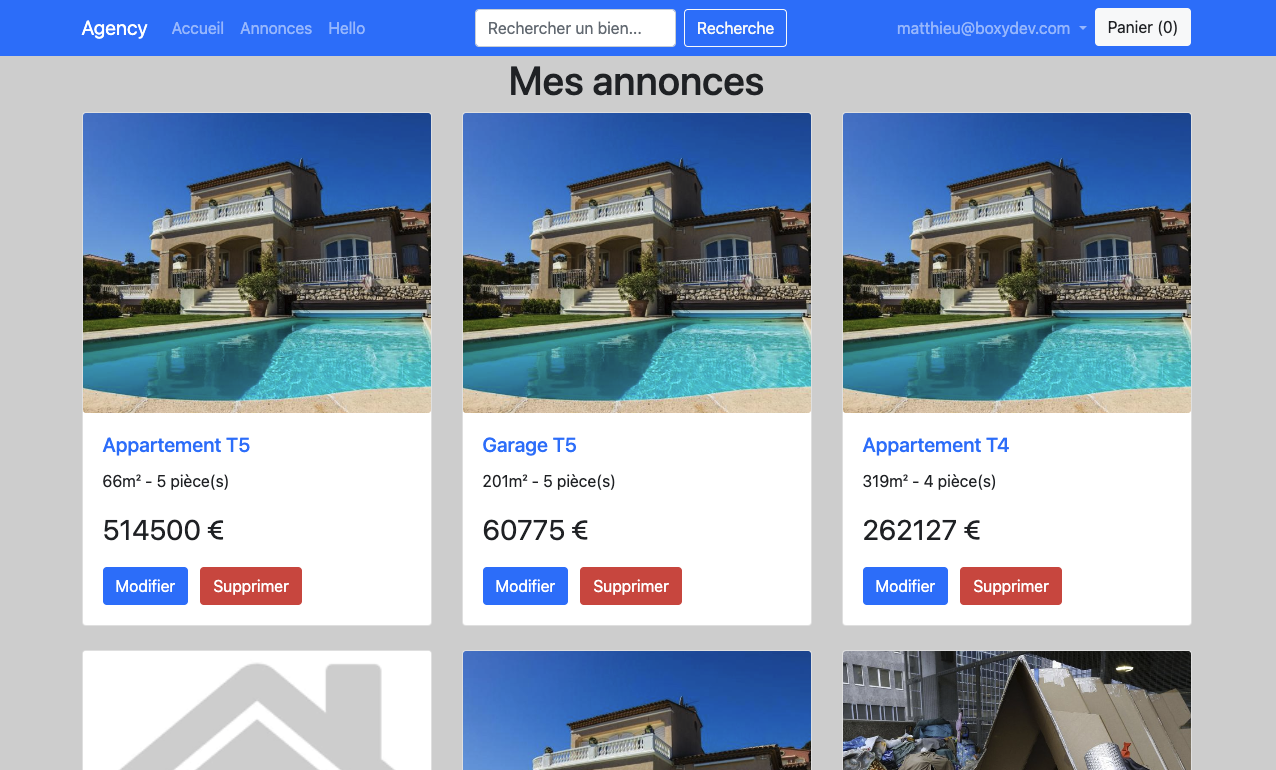 Agency Accueil Annonces Hello Rechercher un bien... Recherche matthieu@boxydev.com Panier (0)
Mes annonces
Appartement T5
66m² - 5 pièce(s)
514500 €
Modifier Supprimer
Garage T5
201m² - 5 pièce(s)
60775 €
Modifier Supprimer
Appartement T4
319m² - 4 pièce(s)
262127 €
Modifier Supprimer